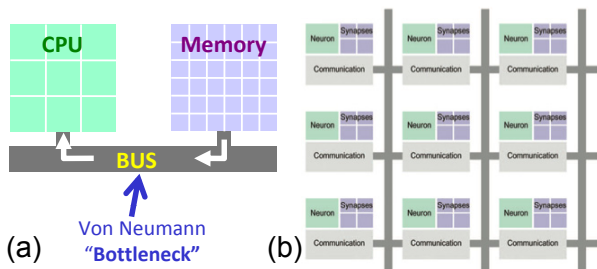 CPU
Memory
BUS
Von Neumann
“Bottleneck”
(a)
Neuron Synapses
Communication
Neuron Synapses
Communication
Neuron Synapses
Communication
Neuron Synapses
Communication
Neuron Synapses
Communication
Neuron Synapses
Communication
Neuron Synapses
Communication
Neuron Synapses
Communication
Neuron Synapses
Communication
(b)